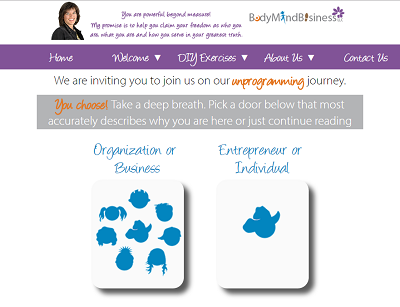 You are powerful beyond measure!
My promise is to help you claim your freedom as who you
are, what you are and how you serve in your greatest truth.
BodyMindBusiness
Home Welcome ▼ DIY Exercises ▼ About Us ▼ Contact Us
We are inviting you to join us on our unprogramming journey.
You choose! Take a deep breath. Pick a door below that most
accurately describes why you are here or just continue reading
Organization or
Business
Entrepreneur or
Individual